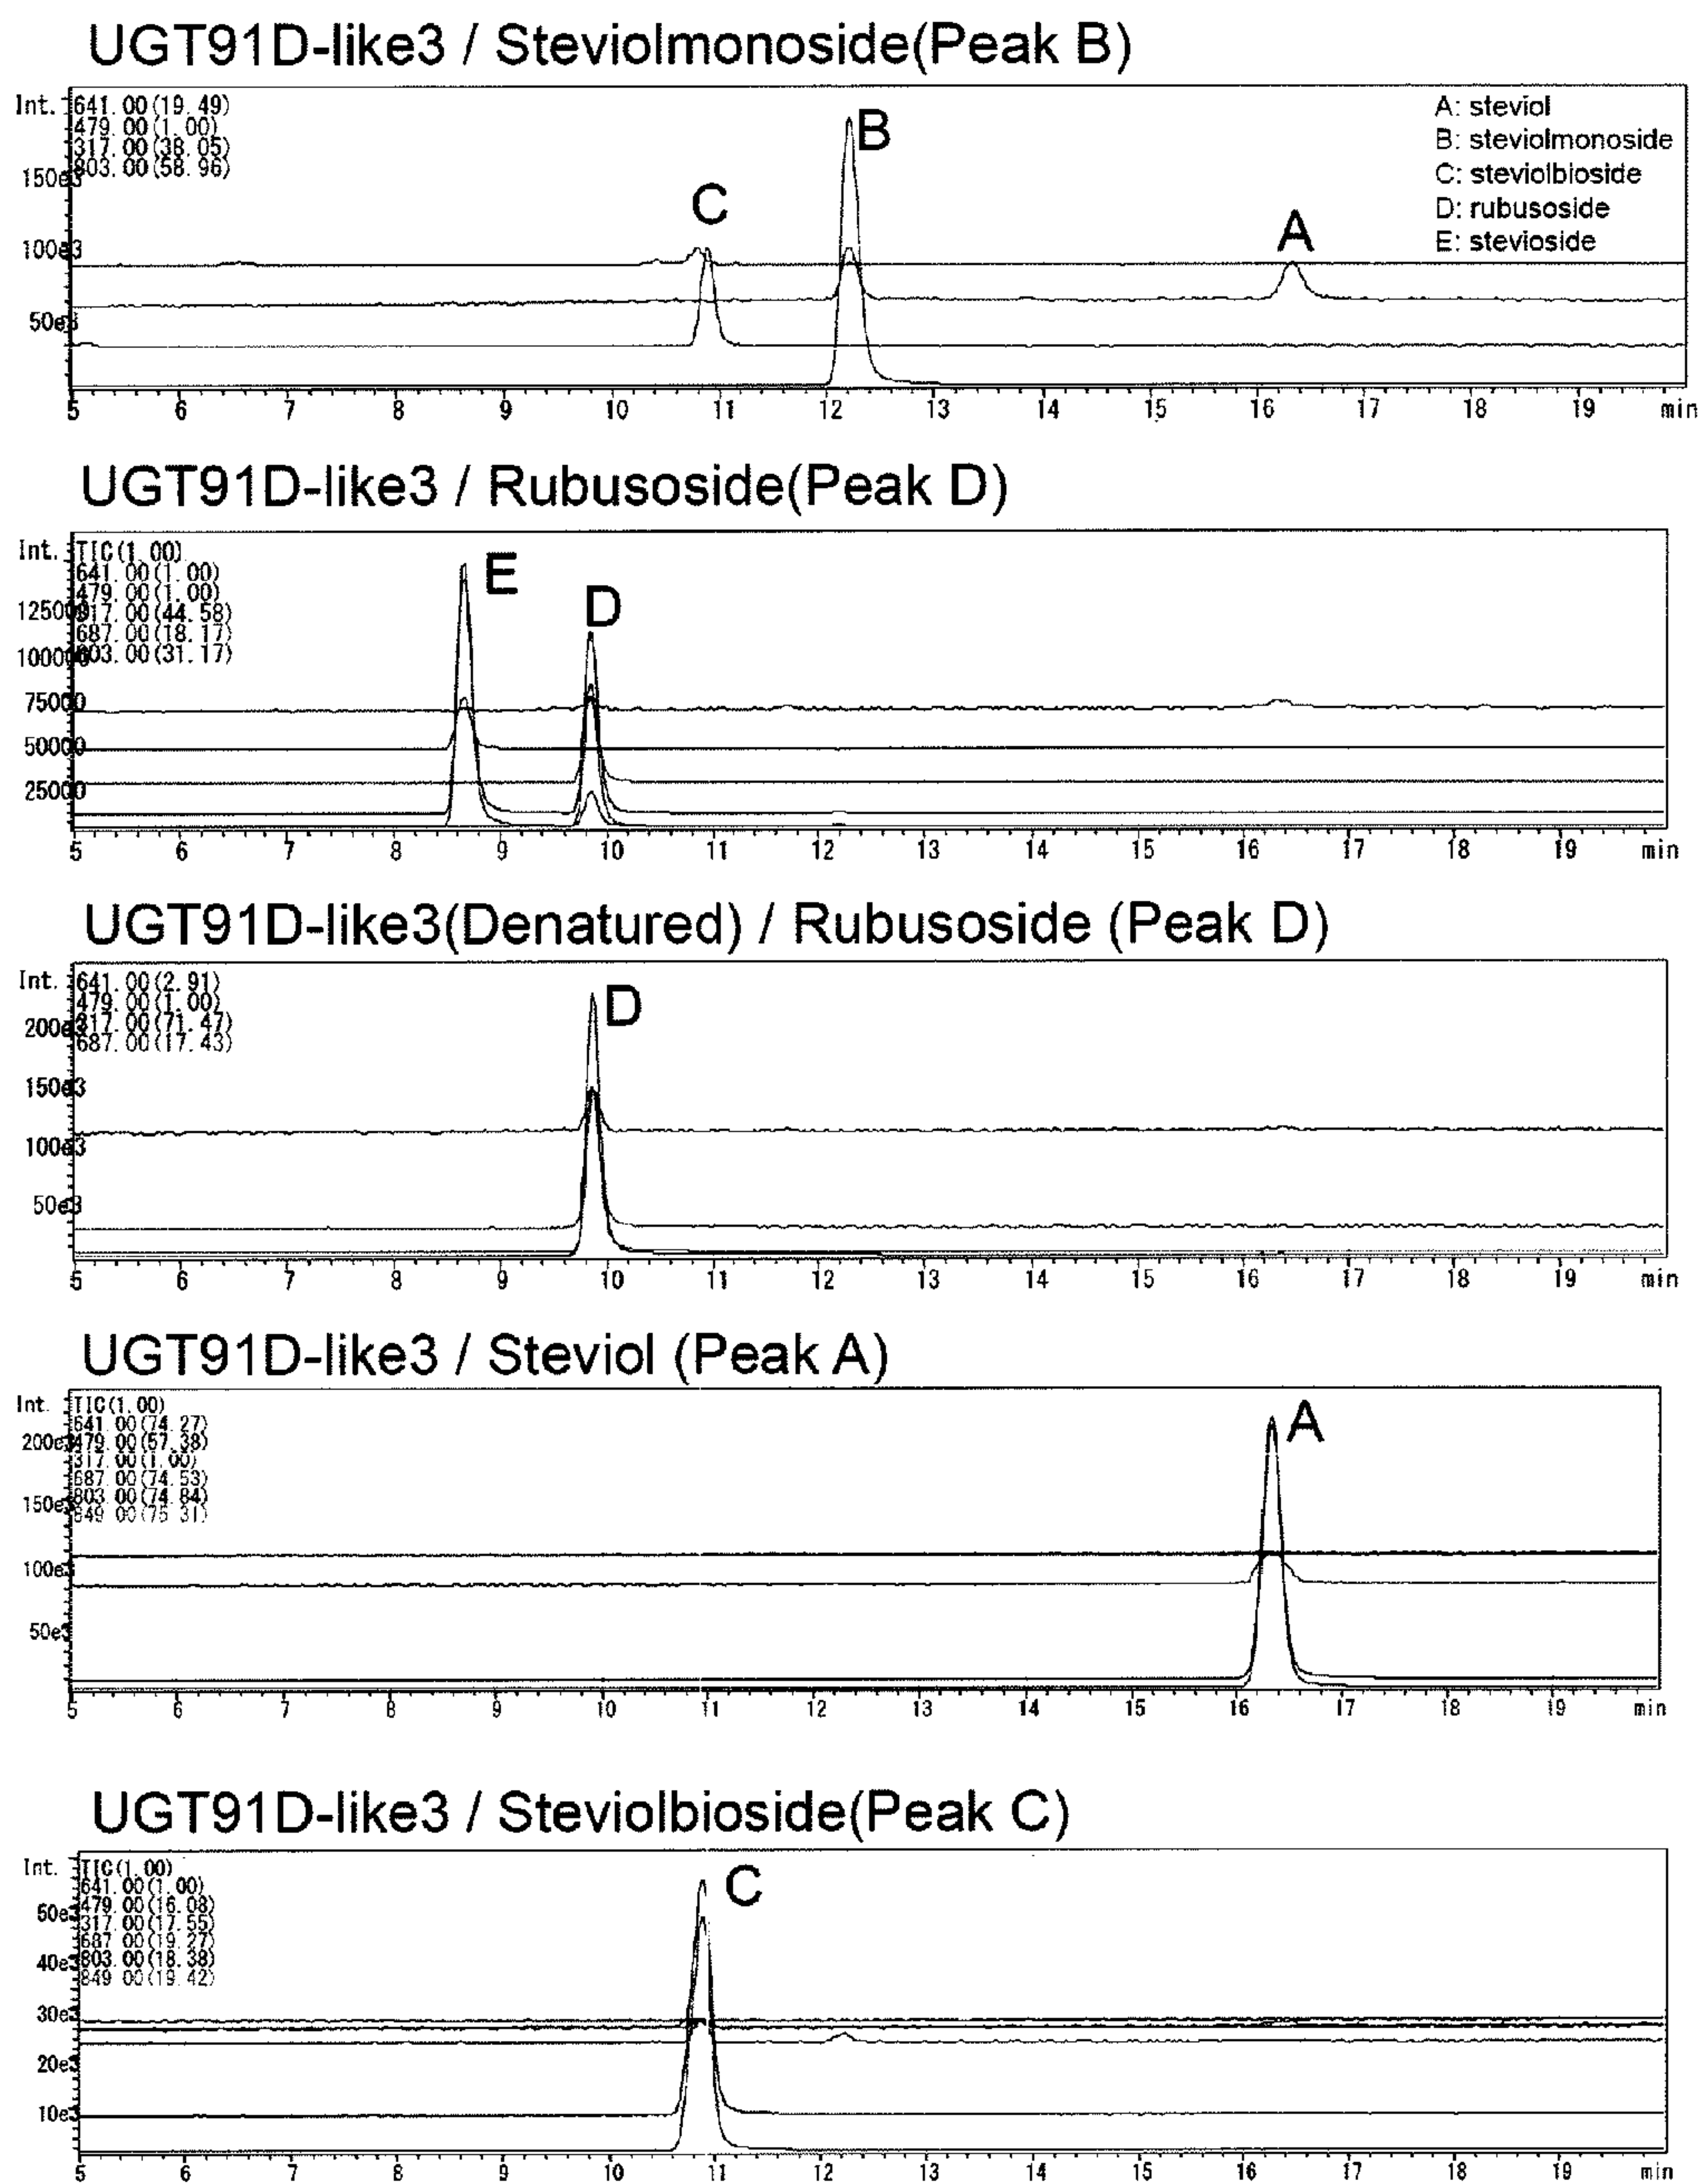 UGT91D-like3 / Steviolmonoside(Peak B)
Int. 641.00(19.49)
479.00(1.00)
317.00(38.05)
803.00(58.96)
150e3
100e3
50e3
C
B
A
A: steviol
B: steviolmonoside
C: steviolbioside
D: rubusoside
E: stevioside
5 6 7 8 9 10 11 12 13 14 15 16 17 18 19 min
UGT91D-like3 / Rubusoside(Peak D)
Int. TIC(1.00)
641.00(1.00)
479.00(1.00)
317.00(44.58)
687.00(18.17)
803.00(31.17)
125000
100000
75000
50000
25000
E
D
5 6 7 8 9 10 11 12 13 14 15 16 17 18 19 min
UGT91D-like3(Denatured) / Rubusoside (Peak D)
Int. 641.00(2.91)
479.00(1.00)
317.00(71.47)
687.00(17.43)
200e3
150e3
100e3
50e3
D
5 6 7 8 9 10 11 12 13 14 15 16 17 18 19 min
UGT91D-like3 / Steviol (Peak A)
Int. TIC(1.00)
641.00(74.27)
479.00(57.38)
317.00(1.00)
687.00(74.53)
803.00(74.84)
849.00(75.31)
200e3
150e3
100e3
50e3
A
5 6 7 8 9 10 11 12 13 14 15 16 17 18 19 min
UGT91D-like3 / Steviolbioside(Peak C)
Int. TIC(1.00)
641.00(1.00)
479.00(16.08)
317.00(17.55)
687.00(19.27)
803.00(18.38)
849.00(19.42)
50e3
40e3
30e3
20e3
10e3
C
5 6 7 8 9 10 11 12 13 14 15 16 17 18 19 min